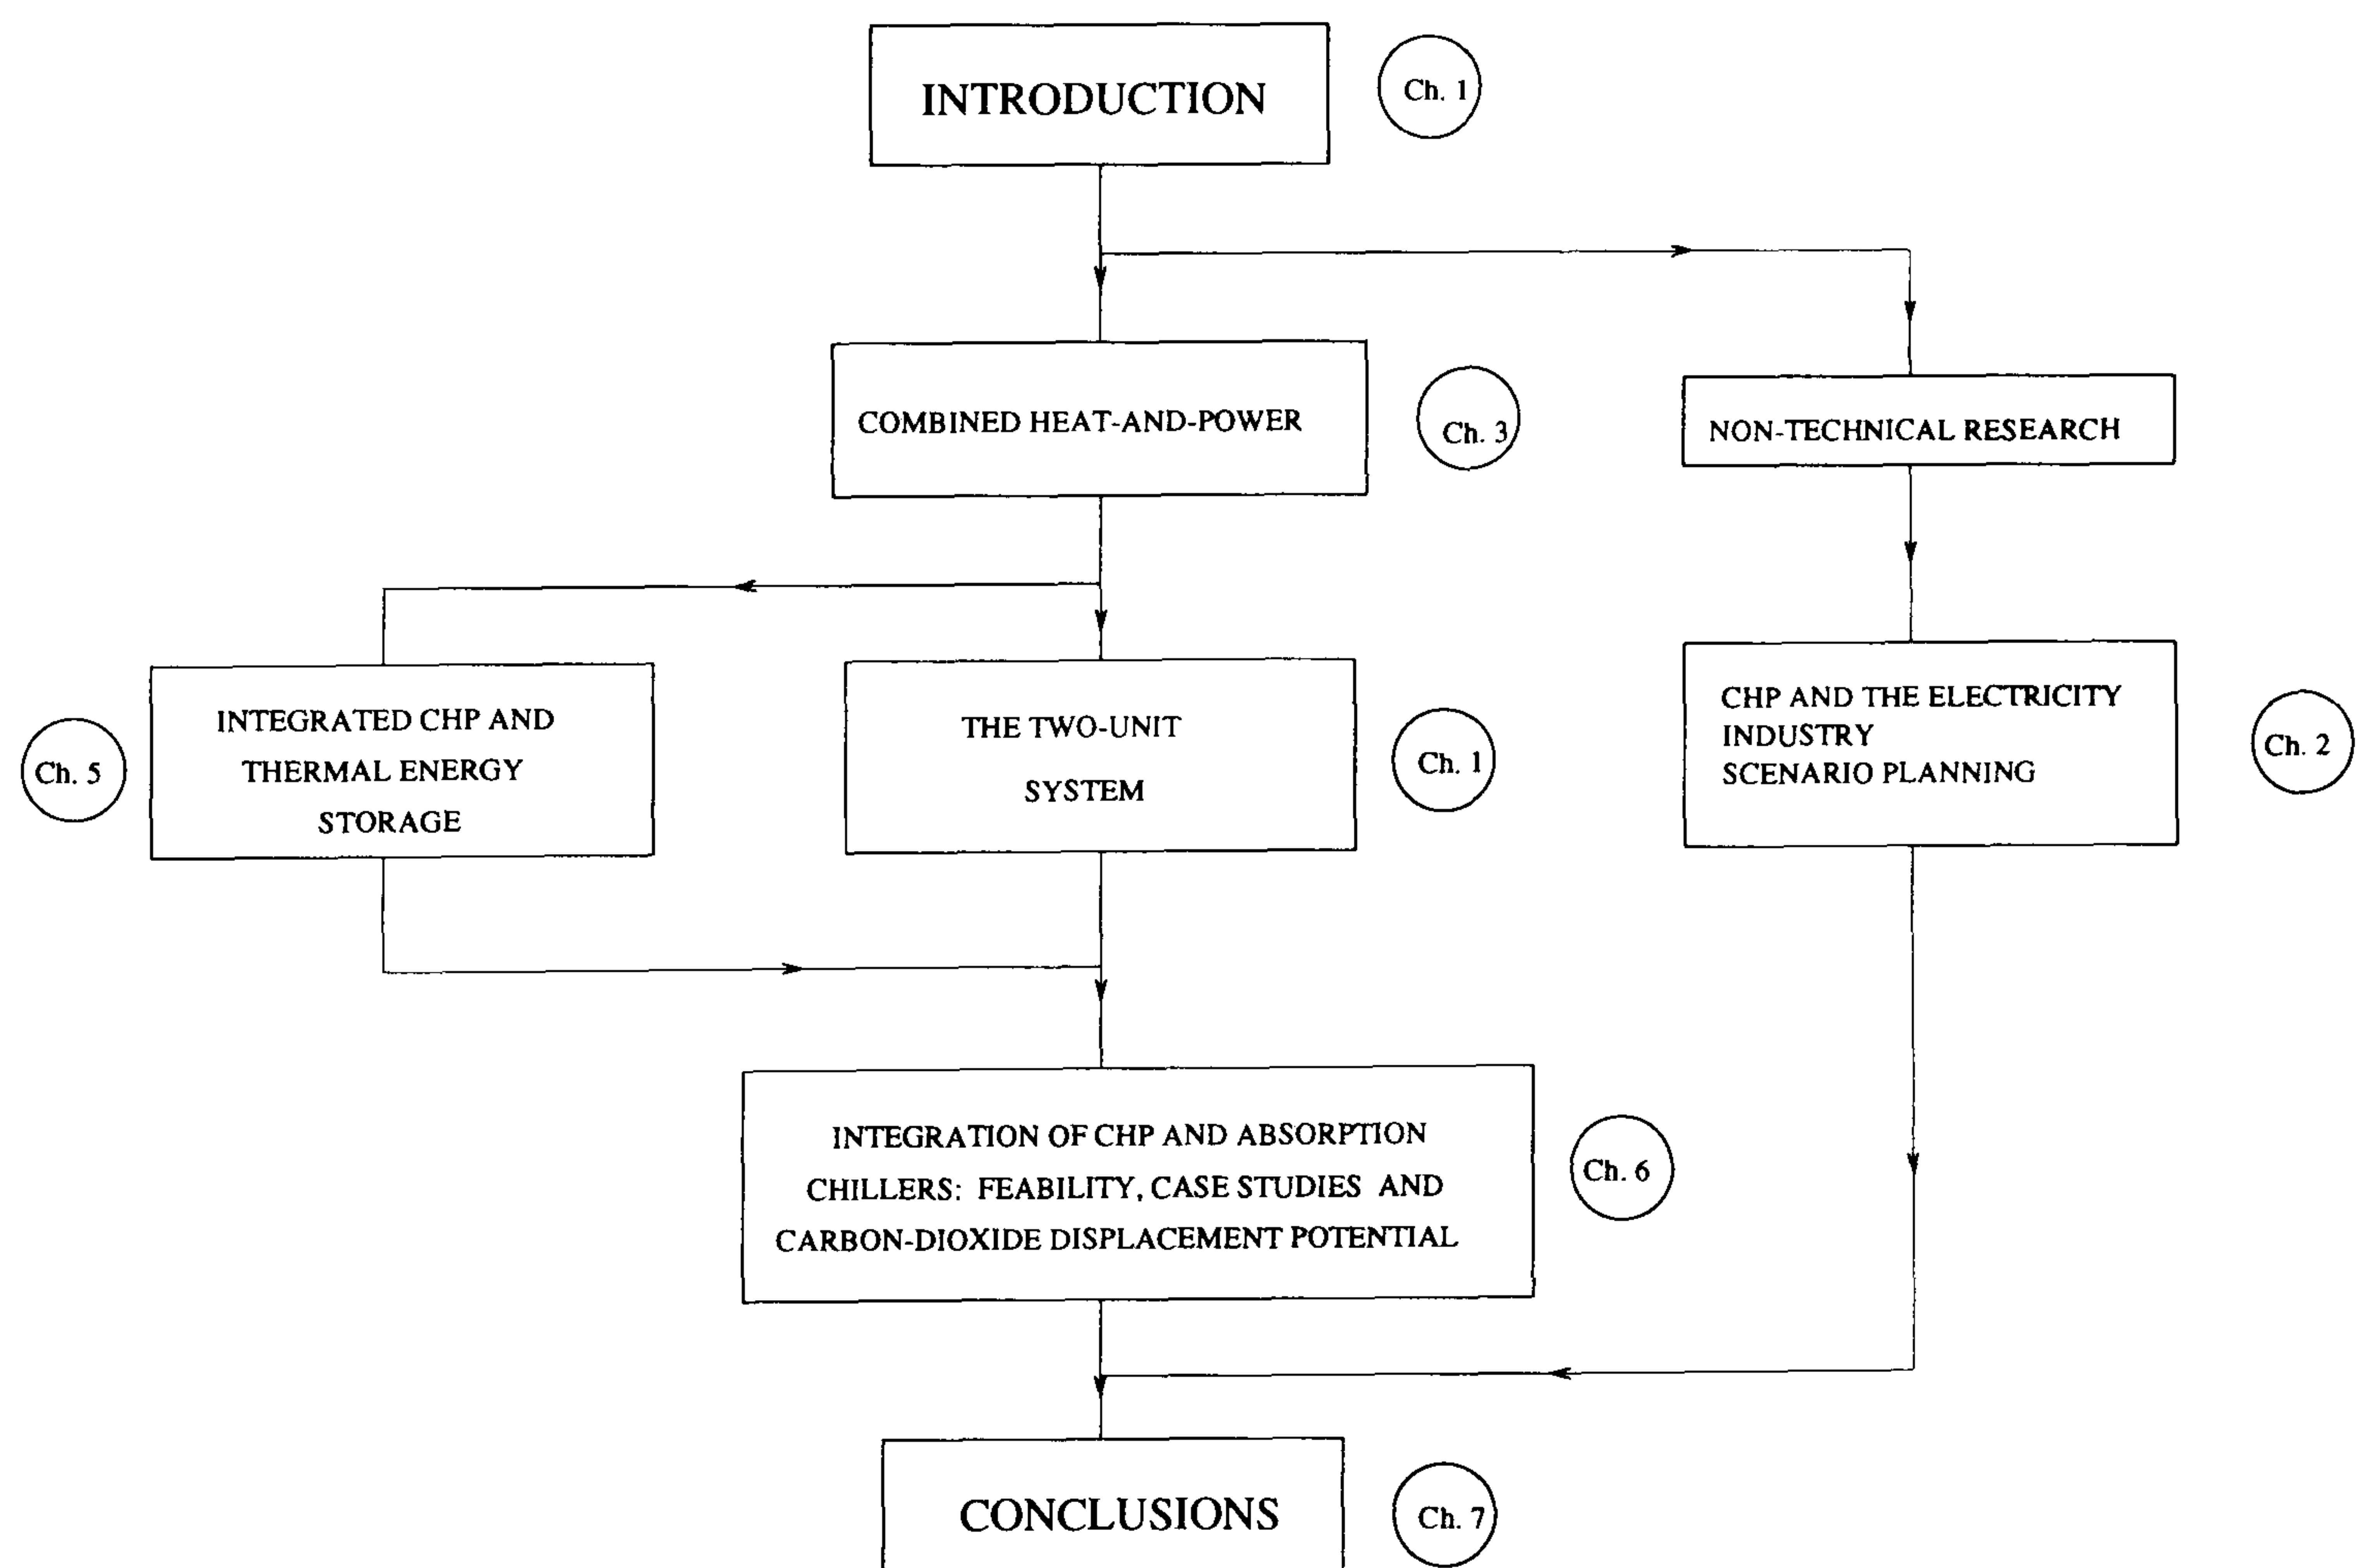 INTRODUCTION
Ch. 1
COMBINED HEAT-AND-POWER
Ch. 3
NON-TECHNICAL RESEARCH
Ch. 5
INTEGRATED CHP AND
THERMAL ENERGY
STORAGE
THE TWO-UNIT
SYSTEM
Ch. 1
CHP AND THE ELECTRICITY
INDUSTRY
SCENARIO PLANNING
Ch. 2
INTEGRATION OF CHP AND ABSORPTION
CHILLERS: FEABILITY, CASE STUDIES AND
CARBON-DIOXIDE DISPLACEMENT POTENTIAL
Ch. 6
CONCLUSIONS
Ch. 7